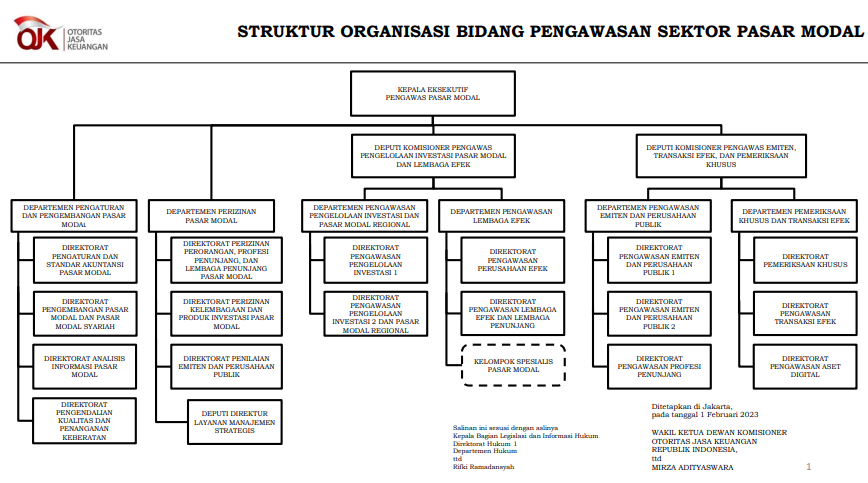 OJK
OTORITAS
JASA
KEUANGAN
STRUKTUR ORGANISASI BIDANG PENGAWASAN SEKTOR PASAR MODAL
KEPALA EKSEKUTIF
PENGAWAS PASAR MODAL
DEPUTI KOMISIONER PENGAWAS
PENGELOLAAN INVESTASI PASAR MODAL
DAN LEMBAGA EFEK
DEPUTI KOMISIONER PENGAWAS EMITEN,
TRANSAKSI EFEK, DAN PEMERIKSAAN
KHUSUS
DEPARTEMEN PENGATURAN
DAN PENGEMBANGAN PASAR
MODAL
DIREKTORAT
PENGATURAN DAN
STANDAR AKUNTANSI
PASAR MODAL
DIREKTORAT
PENGEMBANGAN PASAR
MODAL DAN PASAR
MODAL SYARIAH
DIREKTORAT ANALISIS
INFORMASI PASAR
MODAL
DIREKTORAT
PENGENDALIAN
KUALITAS DAN
PENANGANAN
KEBERATAN
DEPARTEMEN PERIZINAN
PASAR MODAL
DIREKTORAT PERIZINAN
PERORANGAN, PROFESI
PENUNJANG, DAN
LEMBAGA PENUNJANG
PASAR MODAL
DIREKTORAT PERIZINAN
KELEMBAGAAN DAN
PRODUK INVESTASI PASAR
MODAL
DIREKTORAT PENILAIAN
EMITEN DAN PERUSAHAAN
PUBLIK
DEPUTI DIREKTUR
LAYANAN MANAJEMEN
STRATEGIS
DEPARTEMEN PENGAWASAN
PENGELOLAAN INVESTASI DAN
PASAR MODAL REGIONAL
DIREKTORAT
PENGAWASAN
PENGELOLAAN
INVESTASI 1
DIREKTORAT
PENGAWASAN
PENGELOLAAN
INVESTASI 2 DAN PASAR
MODAL REGIONAL
DEPARTEMEN PENGAWASAN
LEMBAGA EFEK
DIREKTORAT
PENGAWASAN
PERUSAHAAN EFEK
DIREKTORAT
PENGAWASAN LEMBAGA
EFEK DAN LEMBAGA
PENUNJANG
KELOMPOK SPESIALIS
PASAR MODAL
DEPARTEMEN PENGAWASAN
EMITEN DAN PERUSAHAAN
PUBLIK
DIREKTORAT
PENGAWASAN EMITEN
DAN PERUSAHAAN
PUBLIK 1
DIREKTORAT
PENGAWASAN EMITEN
DAN PERUSAHAAN
PUBLIK 2
DIREKTORAT
PENGAWASAN PROFESI
PENUNJANG
DEPARTEMEN PEMERIKSAAN
KHUSUS DAN TRANSAKSI EFEK
DIREKTORAT
PEMERIKSAAN KHUSUS
DIREKTORAT
PENGAWASAN
TRANSAKSI EFEK
DIREKTORAT
PENGAWASAN ASET
DIGITAL
Salinan ini sesuai dengan aslinya
Kepala Bagian Legislasi dan Informasi Hukum
Direktorat Hukum 1
Departemen Hukum
ttd
Rifki Ramadansyah
Ditetapkan di Jakarta,
pada tanggal 1 Februari 2023
WAKIL KETUA DEWAN KOMISIONER
OTORITAS JASA KEUANGAN
REPUBLIK INDONESIA,
ttd
MIRZA ADITYASWARA
1